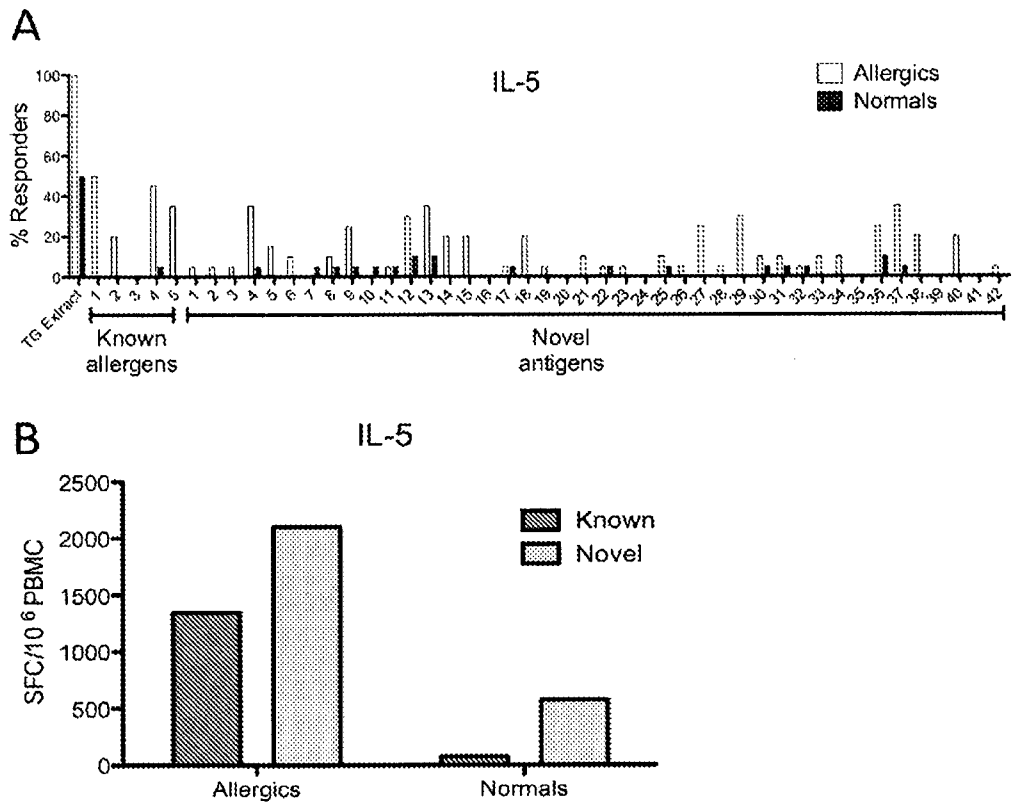 A
IL-5
Allergics
Normals
% Responders
100
80
60
40
20
0
TG Extract 1 2 3 4 5 1 2 3 4 5 6 7 8 9 10 11 12 13 14 15 16 17 18 19 20 21 22 23 24 25 26 27 28 29 30 31 32 33 34 35 36 37 38 39 40 41 42
Known
allergens
Novel
antigens
B
IL-5
Known
Novel
SFC/10⁶ PBMC
2500
2000
1500
1000
500
0
Allergics Normals